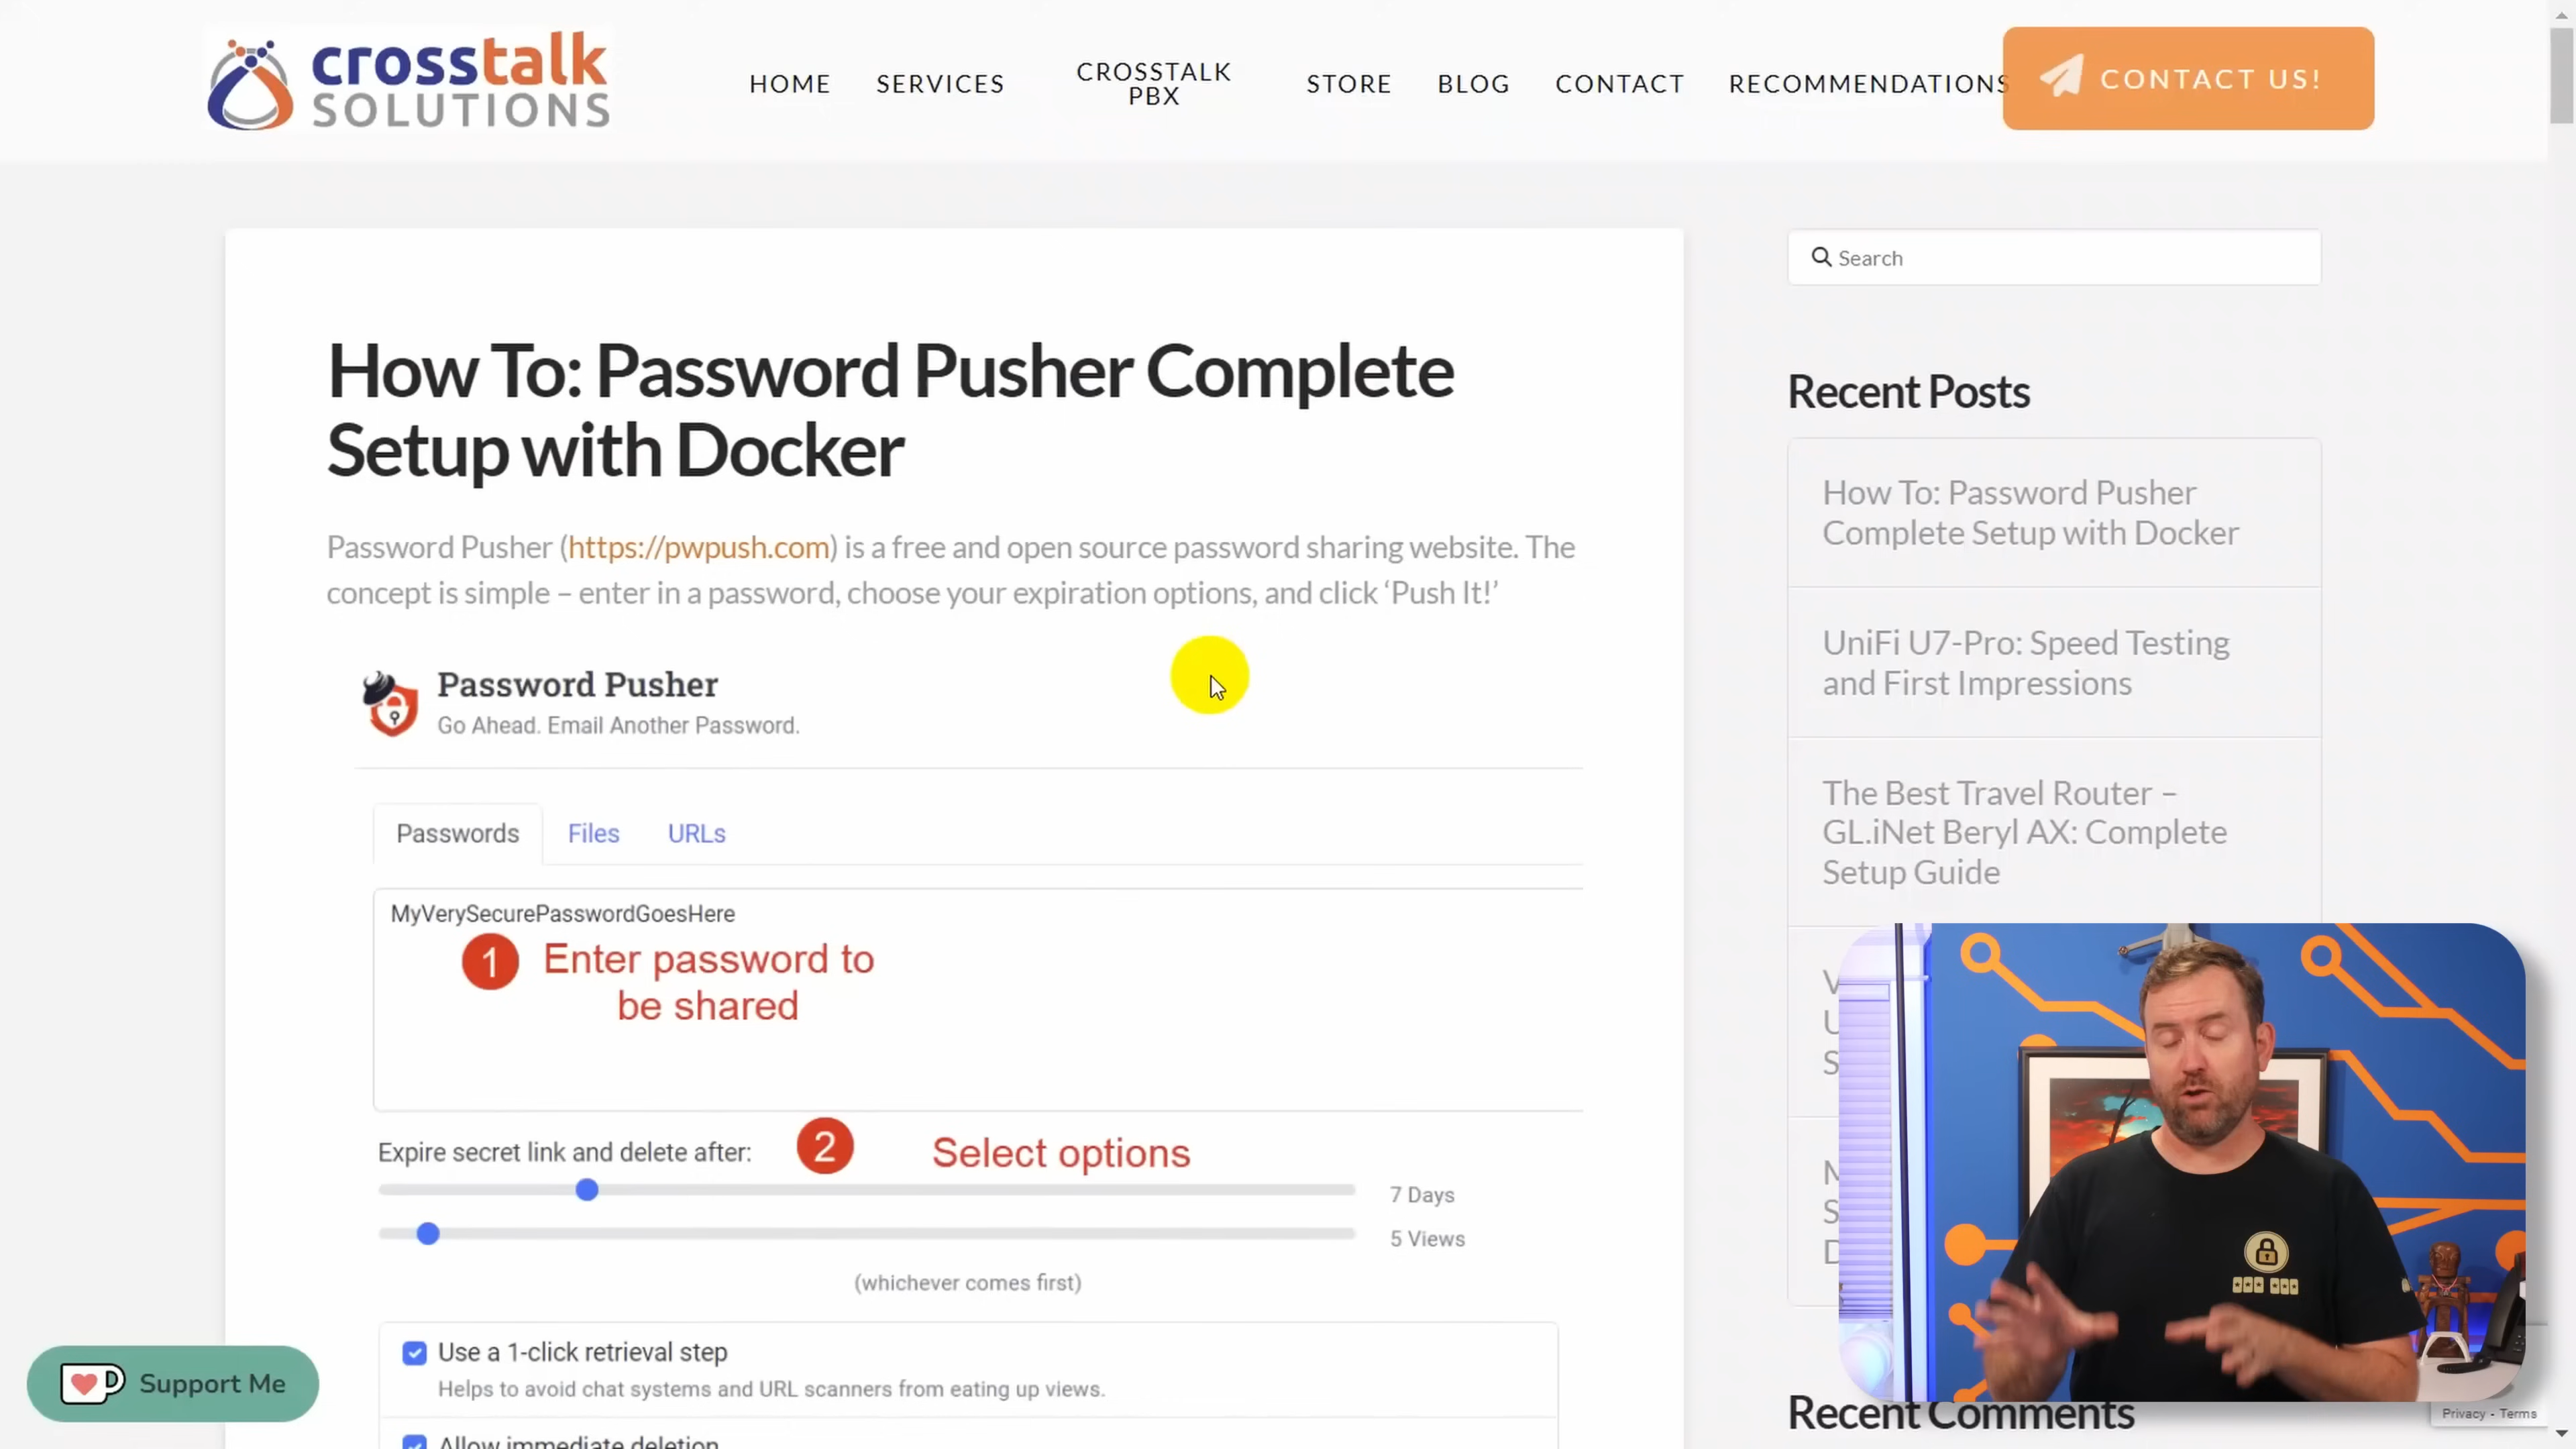 crosstalk
SOLUTIONS
HOME
SERVICES
CROSSTALK
PBX
STORE
BLOG
CONTACT
RECOMMENDATIONS
CONTACT US!
How To: Password Pusher Complete
Setup with Docker
Password Pusher (https://pwpush.com) is a free and open source password sharing website. The
concept is simple – enter in a password, choose your expiration options, and click ‘Push It!’
Password Pusher
Go Ahead. Email Another Password.
Passwords
Files
URLs
MyVerySecurePasswordGoesHere
1
Enter password to
be shared
Expire secret link and delete after:
2
Select options
7 Days
5 Views
(whichever comes first)
Use a 1-click retrieval step
Helps to avoid chat systems and URL scanners from eating up views.
Allow immediate deletion
Support Me
Search
Recent Posts
How To: Password Pusher
Complete Setup with Docker
UniFi U7-Pro: Speed Testing
and First Impressions
The Best Travel Router –
GL.iNet Beryl AX: Complete
Setup Guide
V
U
S
M
S
D
Recent Comments
Privacy - Terms